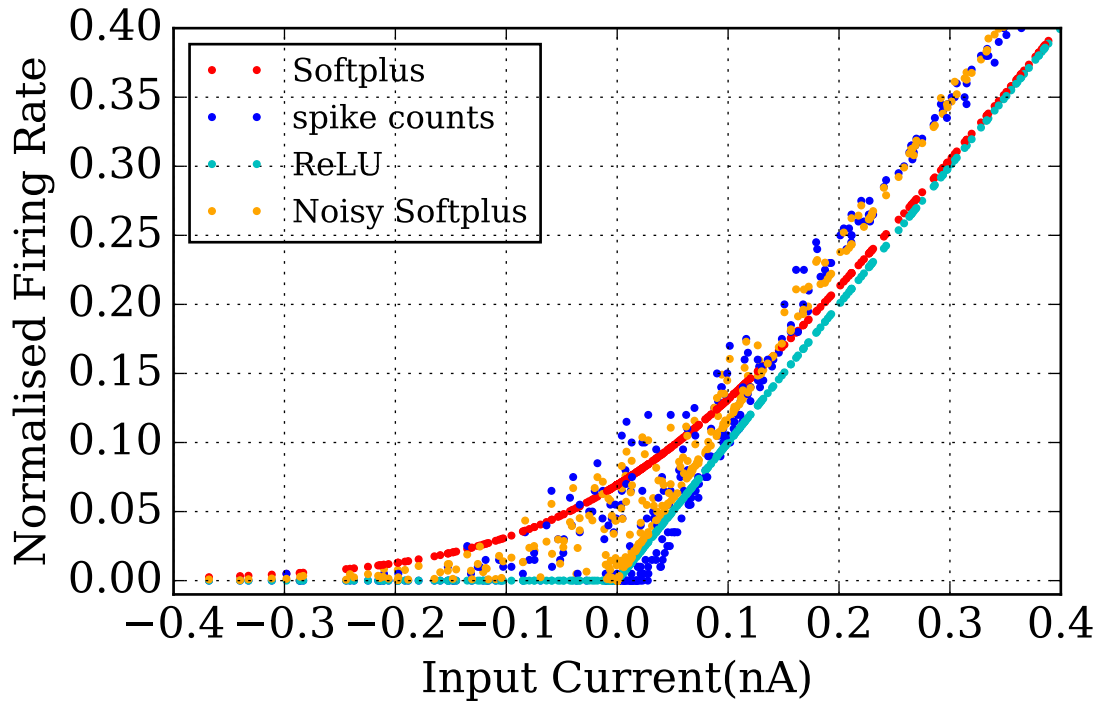 0.40
0.35
0.30
0.25
0.20
0.15
0.10
0.05
0.00
Normalised Firing Rate
Softplus
spike counts
ReLU
Noisy Softplus
−0.4 −0.3 −0.2 −0.1 0.0 0.1 0.2 0.3 0.4
Input Current(nA)